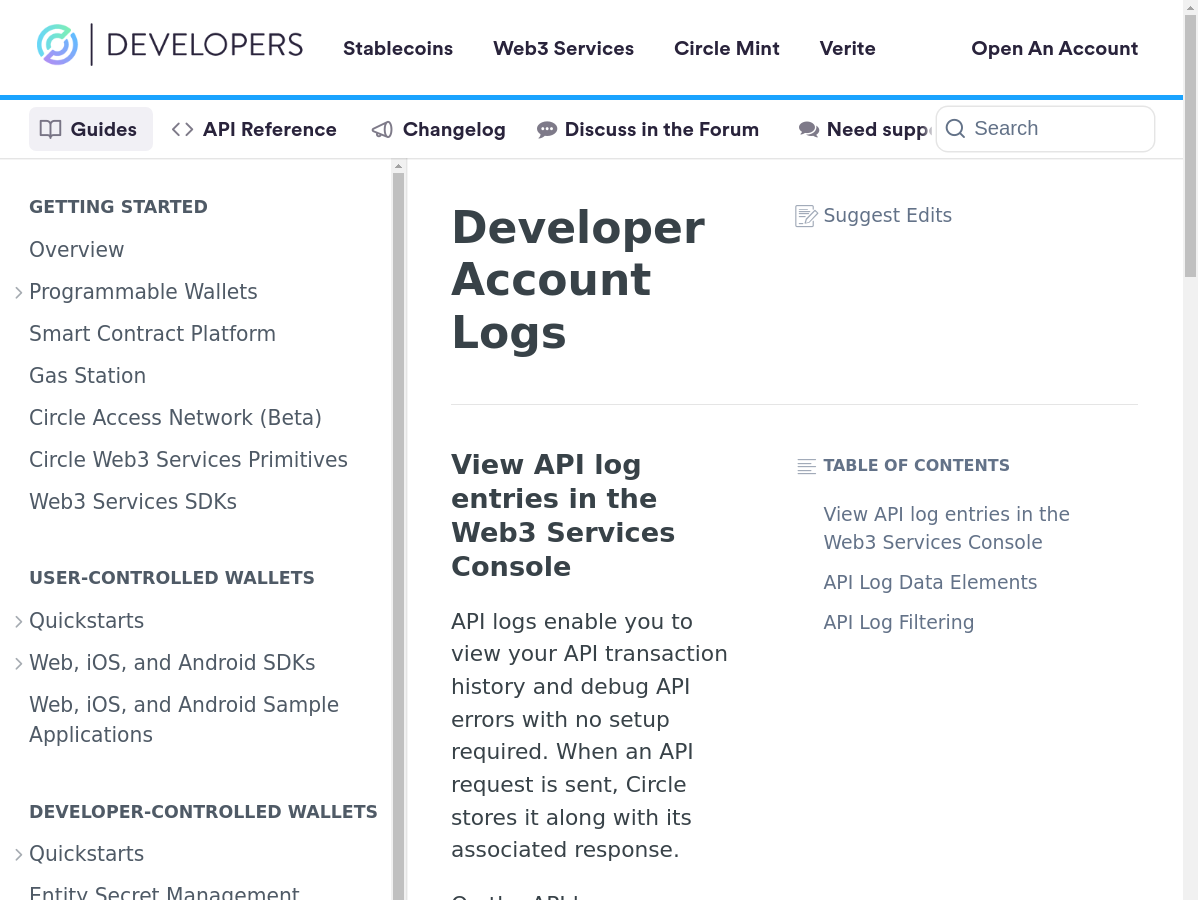 DEVELOPERS
Stablecoins
Web3 Services
Circle Mint
Verite
Open An Account
Guides
API Reference
Changelog
Discuss in the Forum
Need supp
Search
GETTING STARTED
Overview
Programmable Wallets
Smart Contract Platform
Gas Station
Circle Access Network (Beta)
Circle Web3 Services Primitives
Web3 Services SDKs
USER-CONTROLLED WALLETS
Quickstarts
Web, iOS, and Android SDKs
Web, iOS, and Android Sample
Applications
DEVELOPER-CONTROLLED WALLETS
Quickstarts
Entity Secret Management
Developer
Account
Logs
Suggest Edits
View API log
entries in the
Web3 Services
Console
API logs enable you to
view your API transaction
history and debug API
errors with no setup
required. When an API
request is sent, Circle
stores it along with its
associated response.
On the API L
TABLE OF CONTENTS
View API log entries in the
Web3 Services Console
API Log Data Elements
API Log Filtering